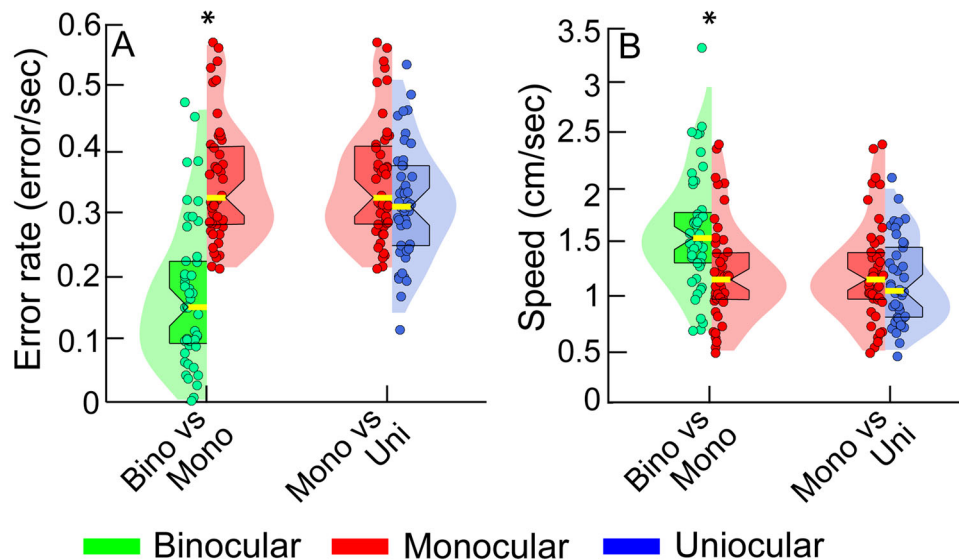 A
*
Error rate (error/sec)
0.6
0.5
0.4
0.3
0.2
0.1
0
Bino vs
Mono
Mono vs
Uni
B
*
Speed (cm/sec)
3.5
3
2.5
2
1.5
1
0.5
0
Bino vs
Mono
Mono vs
Uni
Binocular
Monocular
Uniocular